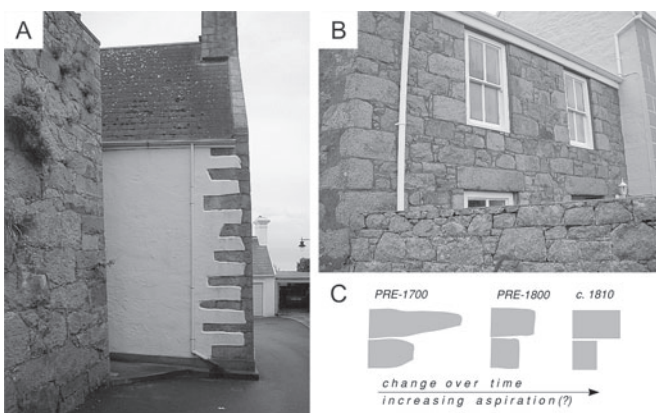 A
B
C
PRE-1700 PRE-1800 c. 1810
change over time
increasing aspiration(?)